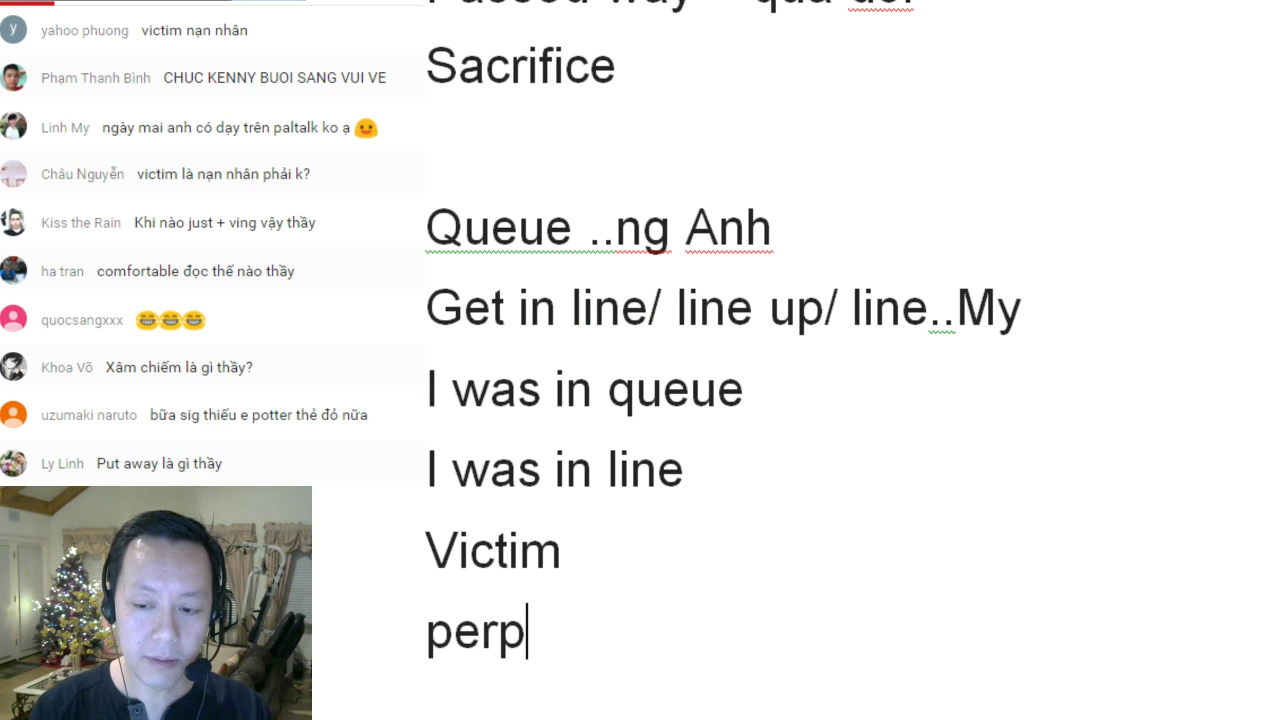 y yahoo phuong victim nạn nhân
Phạm Thanh Bình CHUC KENNY BUOI SANG VUI VE
Linh My ngày mai anh có dạy trên paltalk ko ạ
Châu Nguyễn victim là nạn nhân phải k?
Kiss the Rain Khi nào just + ving vậy thầy
ha tran comfortable đọc thế nào thầy
quocsangxxx
Khoa Võ Xâm chiếm là gì thầy?
uzumaki naruto bữa sig thiếu e potter thẻ đỏ nữa
Ly Linh Put away là gì thầy
Sacrifice
Queue ..ng Anh
Get in line/ line up/ line..My
I was in queue
I was in line
Victim
perp